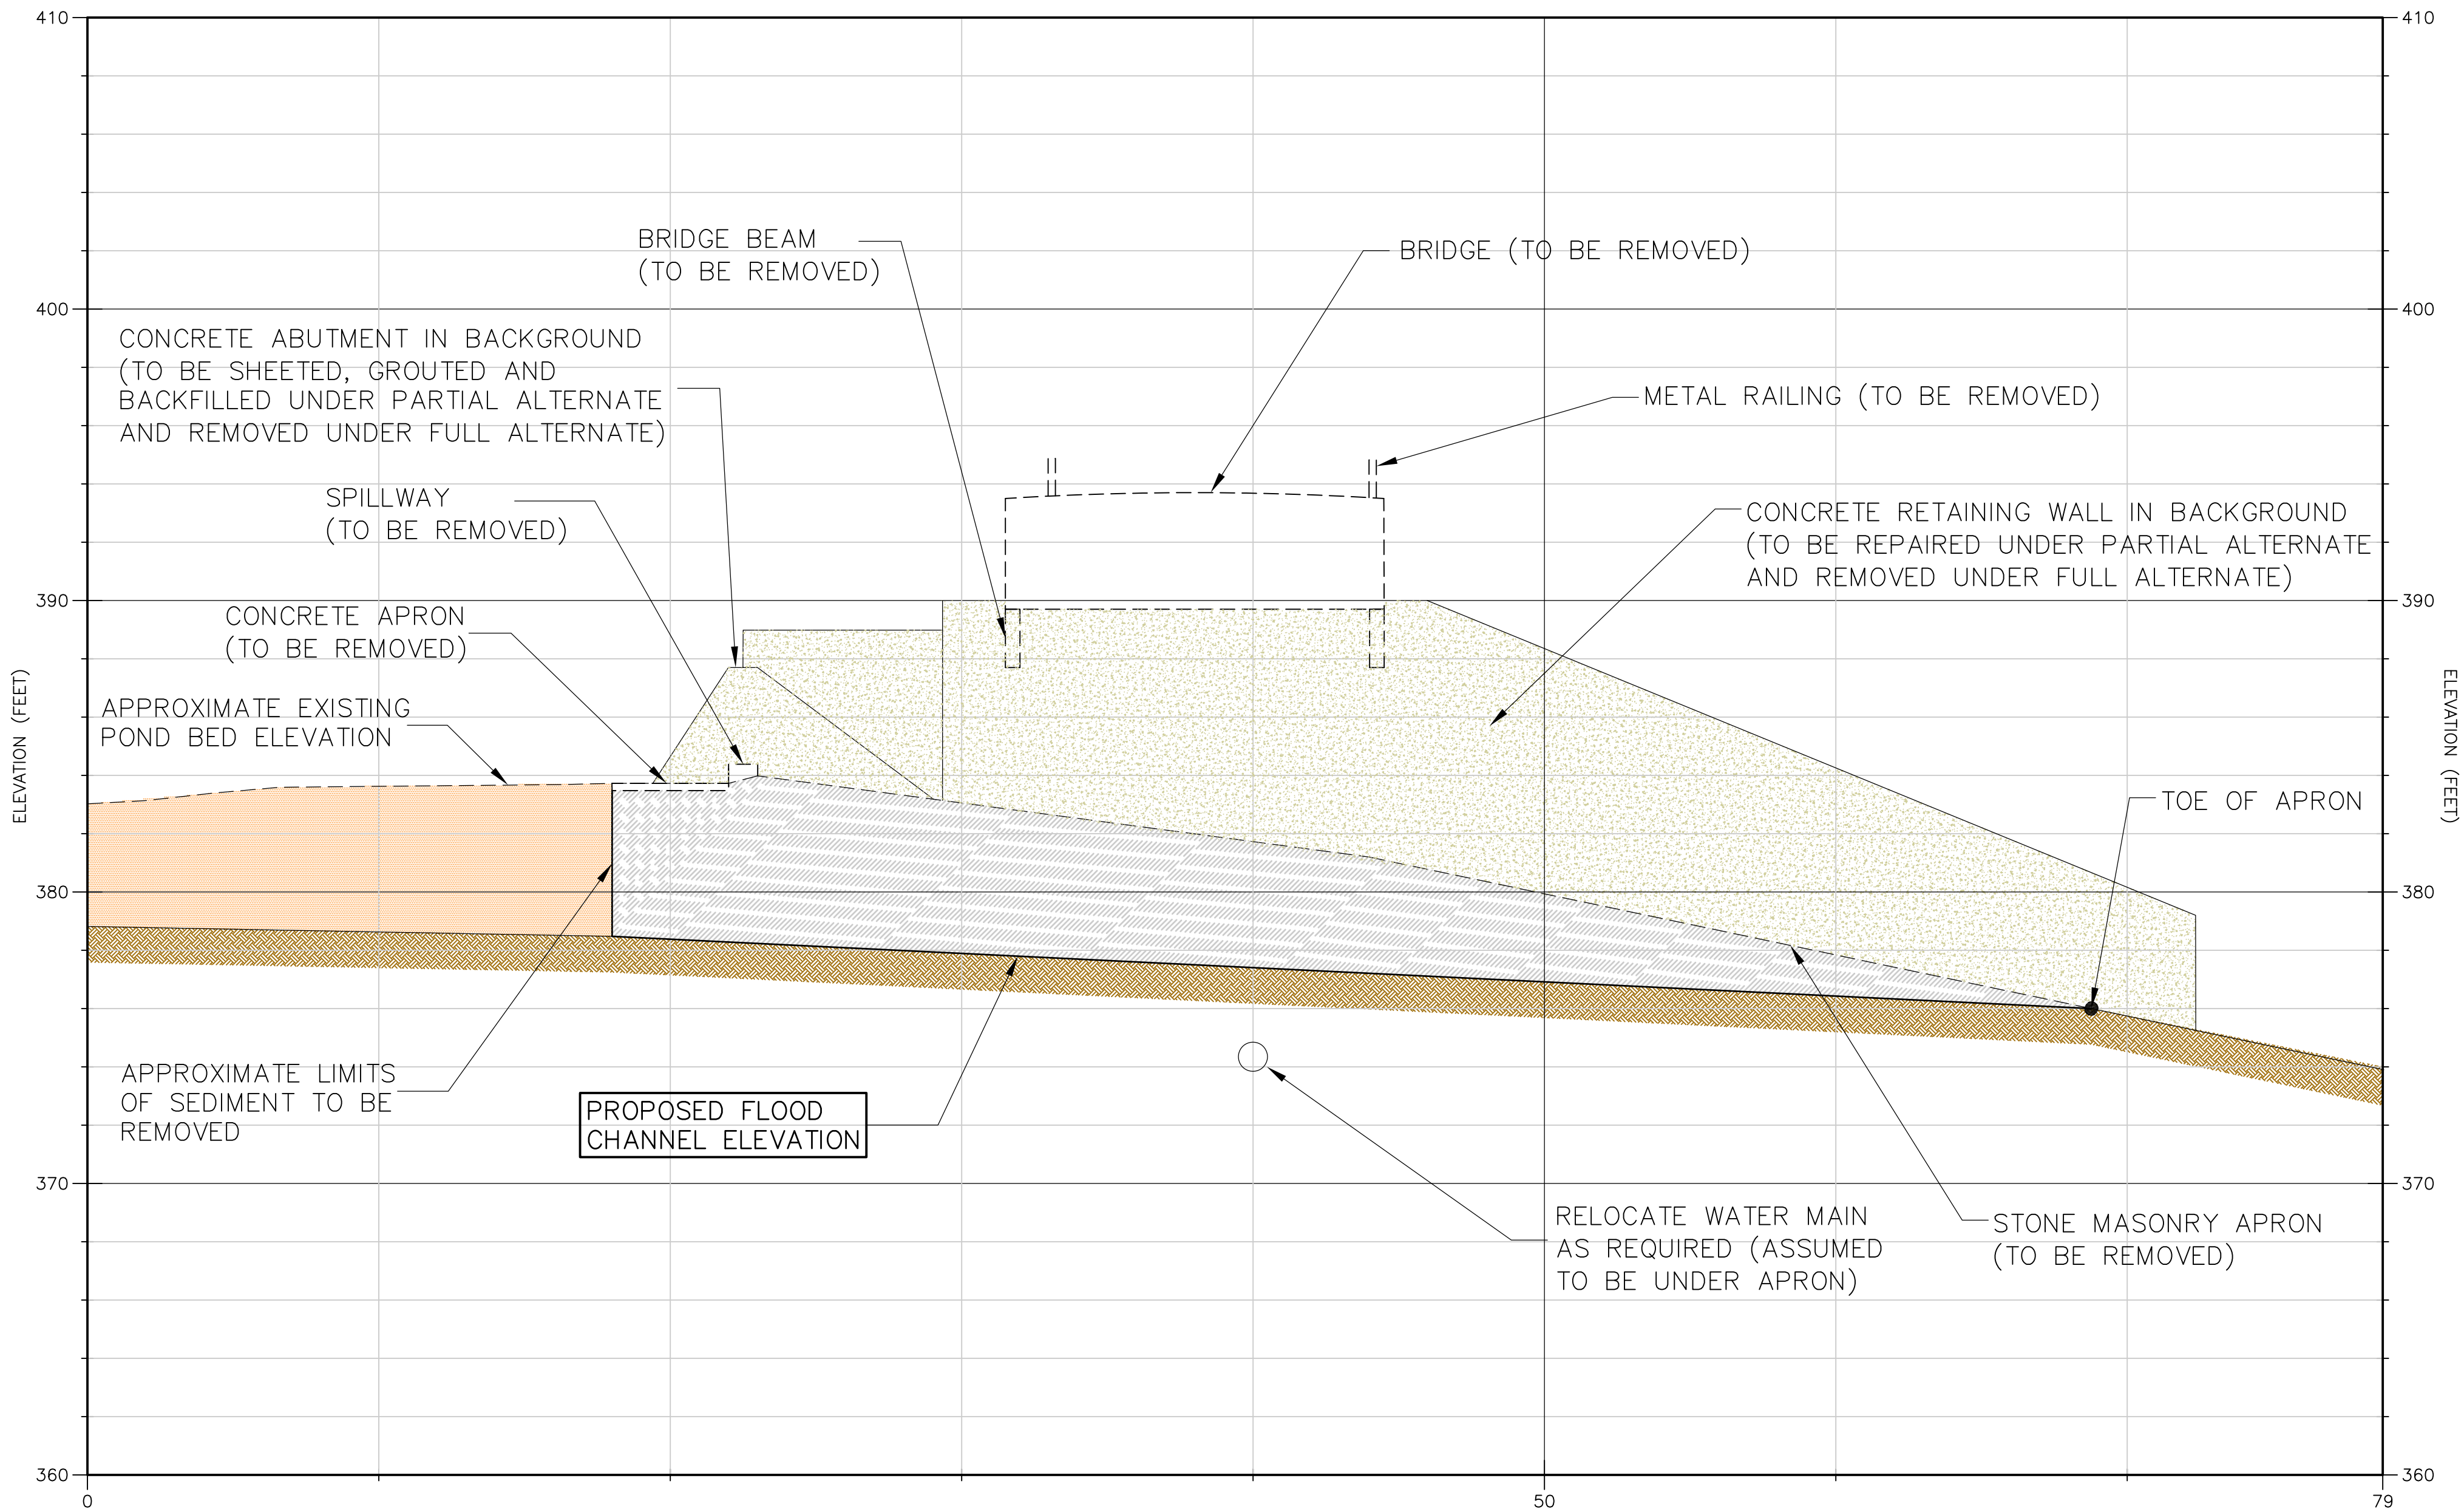 410
410
BRIDGE BEAM
(TO BE REMOVED)
BRIDGE (TO BE REMOVED)
400
400
CONCRETE ABUTMENT IN BACKGROUND
(TO BE SHEETED, GROUTED AND
BACKFILLED UNDER PARTIAL ALTERNATE
AND REMOVED UNDER FULL ALTERNATE)
METAL RAILING (TO BE REMOVED)
SPILLWAY
(TO BE REMOVED)
CONCRETE RETAINING WALL IN BACKGROUND
(TO BE REPAIRED UNDER PARTIAL ALTERNATE
AND REMOVED UNDER FULL ALTERNATE)
390
390
CONCRETE APRON
(TO BE REMOVED)
APPROXIMATE EXISTING
POND BED ELEVATION
ELEVATION (FEET)
ELEVATION (FEET)
TOE OF APRON
380
380
APPROXIMATE LIMITS
OF SEDIMENT TO BE
REMOVED
PROPOSED FLOOD
CHANNEL ELEVATION
370
370
RELOCATE WATER MAIN
AS REQUIRED (ASSUMED
TO BE UNDER APRON)
STONE MASONRY APRON
(TO BE REMOVED)
360
360
0
50
79